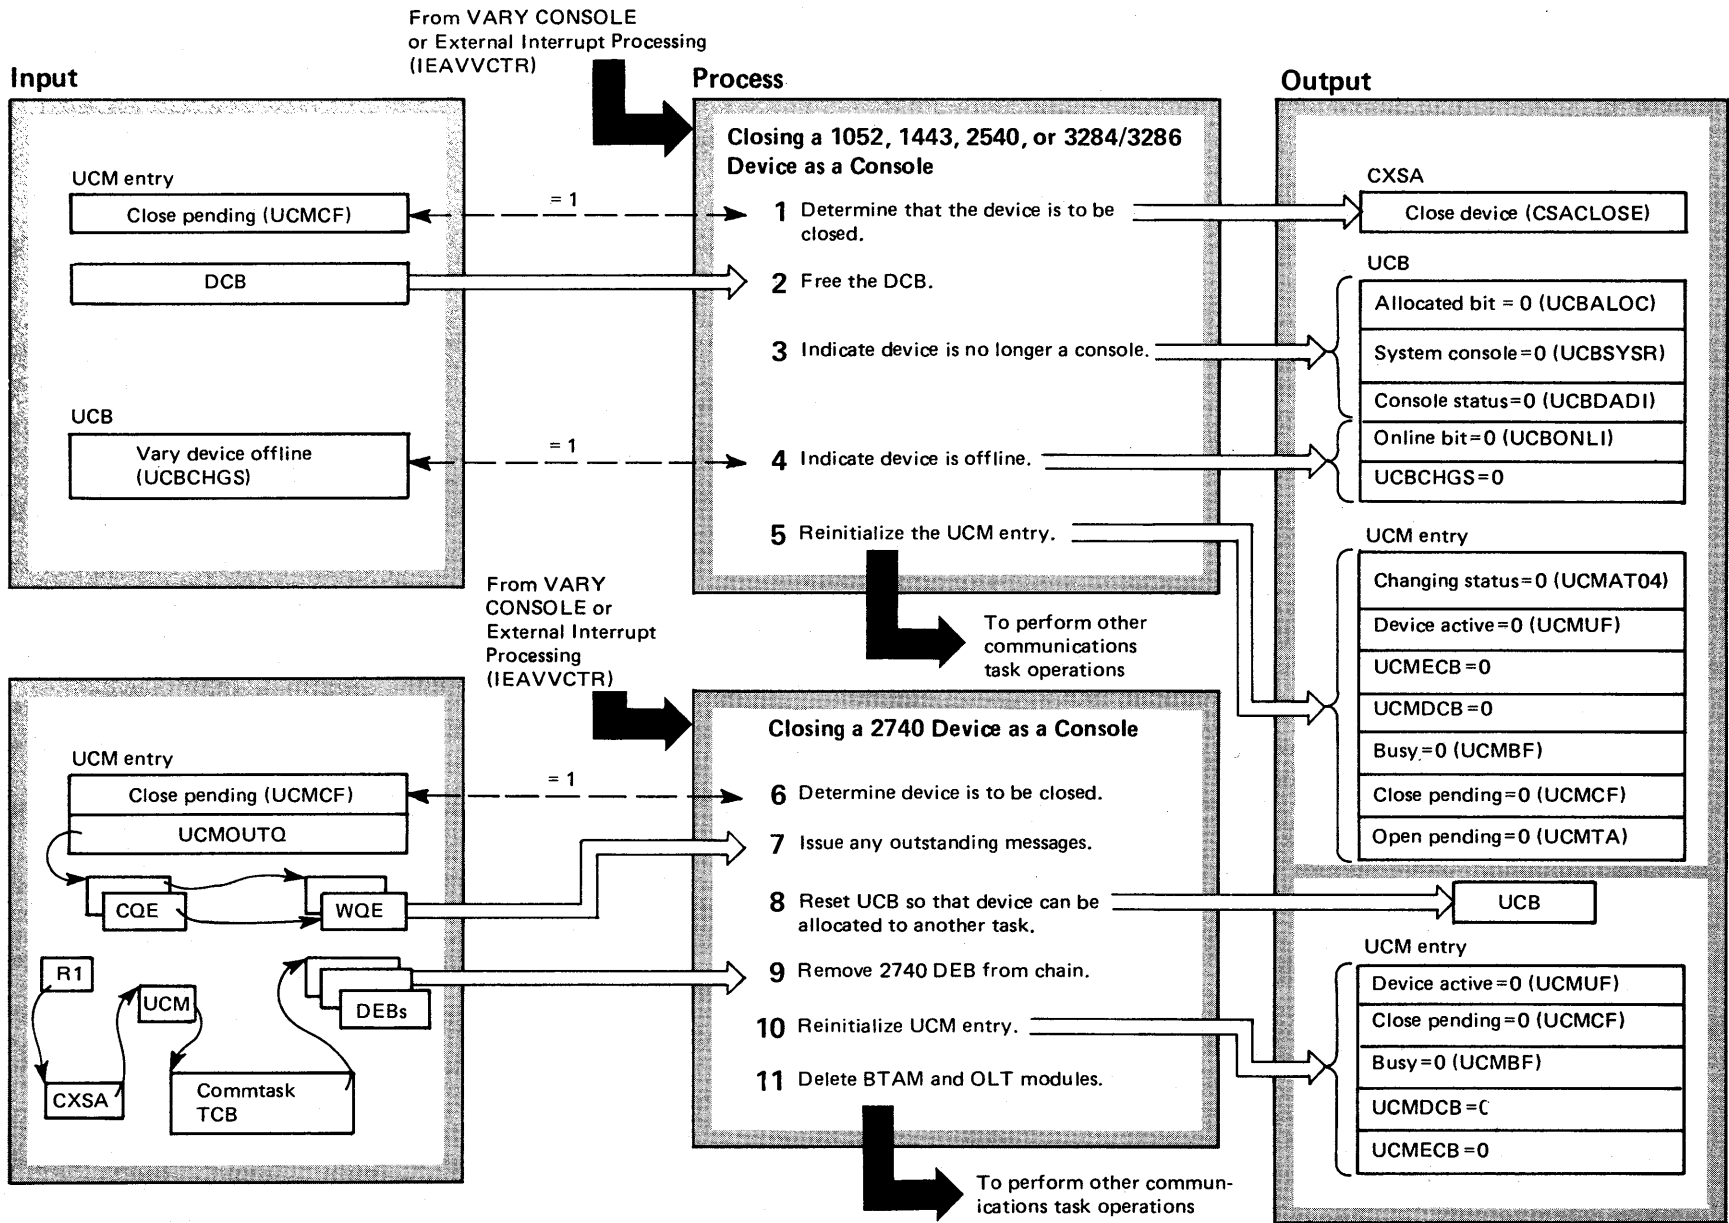 From VARY CONSOLE
or External Interrupt Processing
(IEAVVCTR)
Input
UCM entry
Close pending (UCMCF)
= 1
DCB
UCB
Vary device offline
(UCBCHGS)
= 1
Process
Closing a 1052, 1443, 2540, or 3284/3286
Device as a Console
1 Determine that the device is to be
closed.
2 Free the DCB.
3 Indicate device is no longer a console.
4 Indicate device is offline.
5 Reinitialize the UCM entry.
To perform other
communications
task operations
Output
CXSA
Close device (CSACLOSE)
UCB
Allocated bit = 0 (UCBALOC)
System console=0 (UCBSYSR)
Console status=0 (UCBDADI)
Online bit=0 (UCBONLI)
UCBCHGS=0
UCM entry
Changing status=0 (UCMAT04)
Device active=0 (UCMUF)
UCMECB=0
UCMDCB=0
Busy=0 (UCMBF)
Close pending=0 (UCMCF)
Open pending=0 (UCMTA)
From VARY
CONSOLE or
External Interrupt
Processing
(IEAVVCTR)
UCM entry
Close pending (UCMCF)
= 1
UCMOUTQ
CQE
WQE
R1
UCM
DEBs
CXSA
Commtask
TCB
Closing a 2740 Device as a Console
6 Determine device is to be closed.
7 Issue any outstanding messages.
8 Reset UCB so that device can be
allocated to another task.
9 Remove 2740 DEB from chain.
10 Reinitialize UCM entry.
11 Delete BTAM and OLT modules.
To perform other commun-
ications task operations
UCB
UCM entry
Device active=0 (UCMUF)
Close pending=0 (UCMCF)
Busy=0 (UCMBF)
UCMDCB=C
UCMECB=0